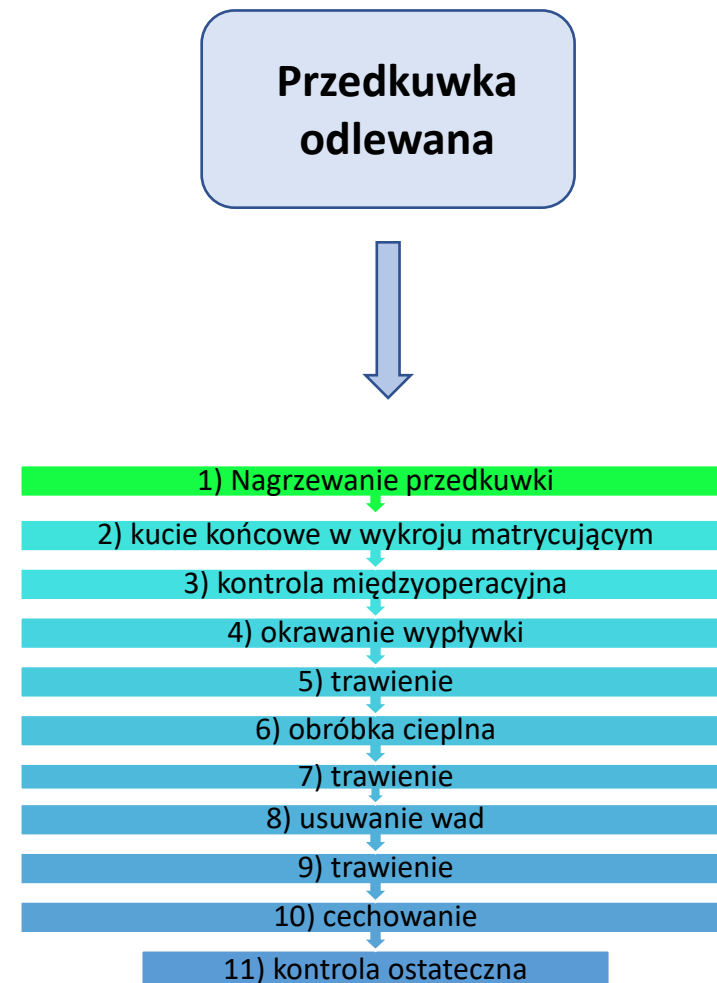 Przedkuwka
odlewana
1) Nagrzewanie przedkuwki
2) kucie końcowe w wykroju matrycującym
3) kontrola międzyoperacyjna
4) okrawanie wypływki
5) trawienie
6) obróbka cieplna
7) trawienie
8) usuwanie wad
9) trawienie
10) cechowanie
11) kontrola ostateczna